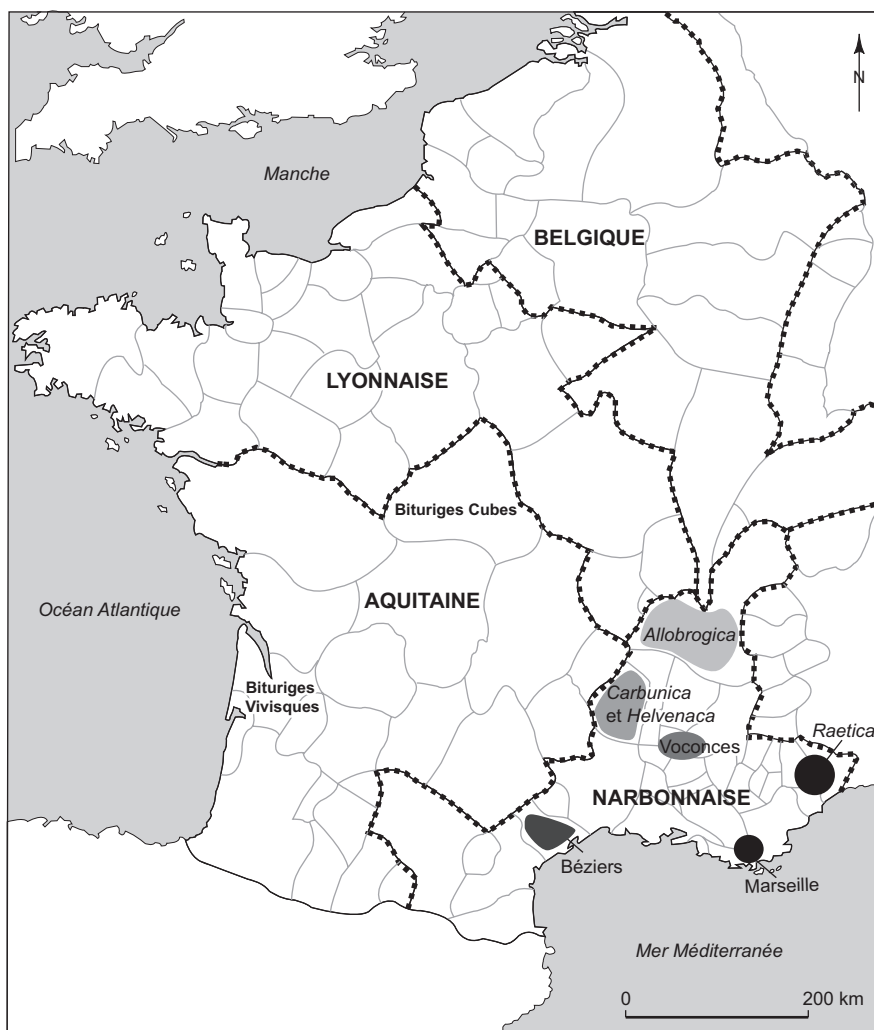 N
Manche
BELGIQUE
LYONNAISE
Bituriges Cubes
Océan Atlantique
AQUITAINE
Allobrogica
Bituriges
Vivisques
Carbunica
et Helvenaca
Raetica
Voconces
NARBONNAISE
Béziers
Marseille
Mer Méditerranée
0
200 km